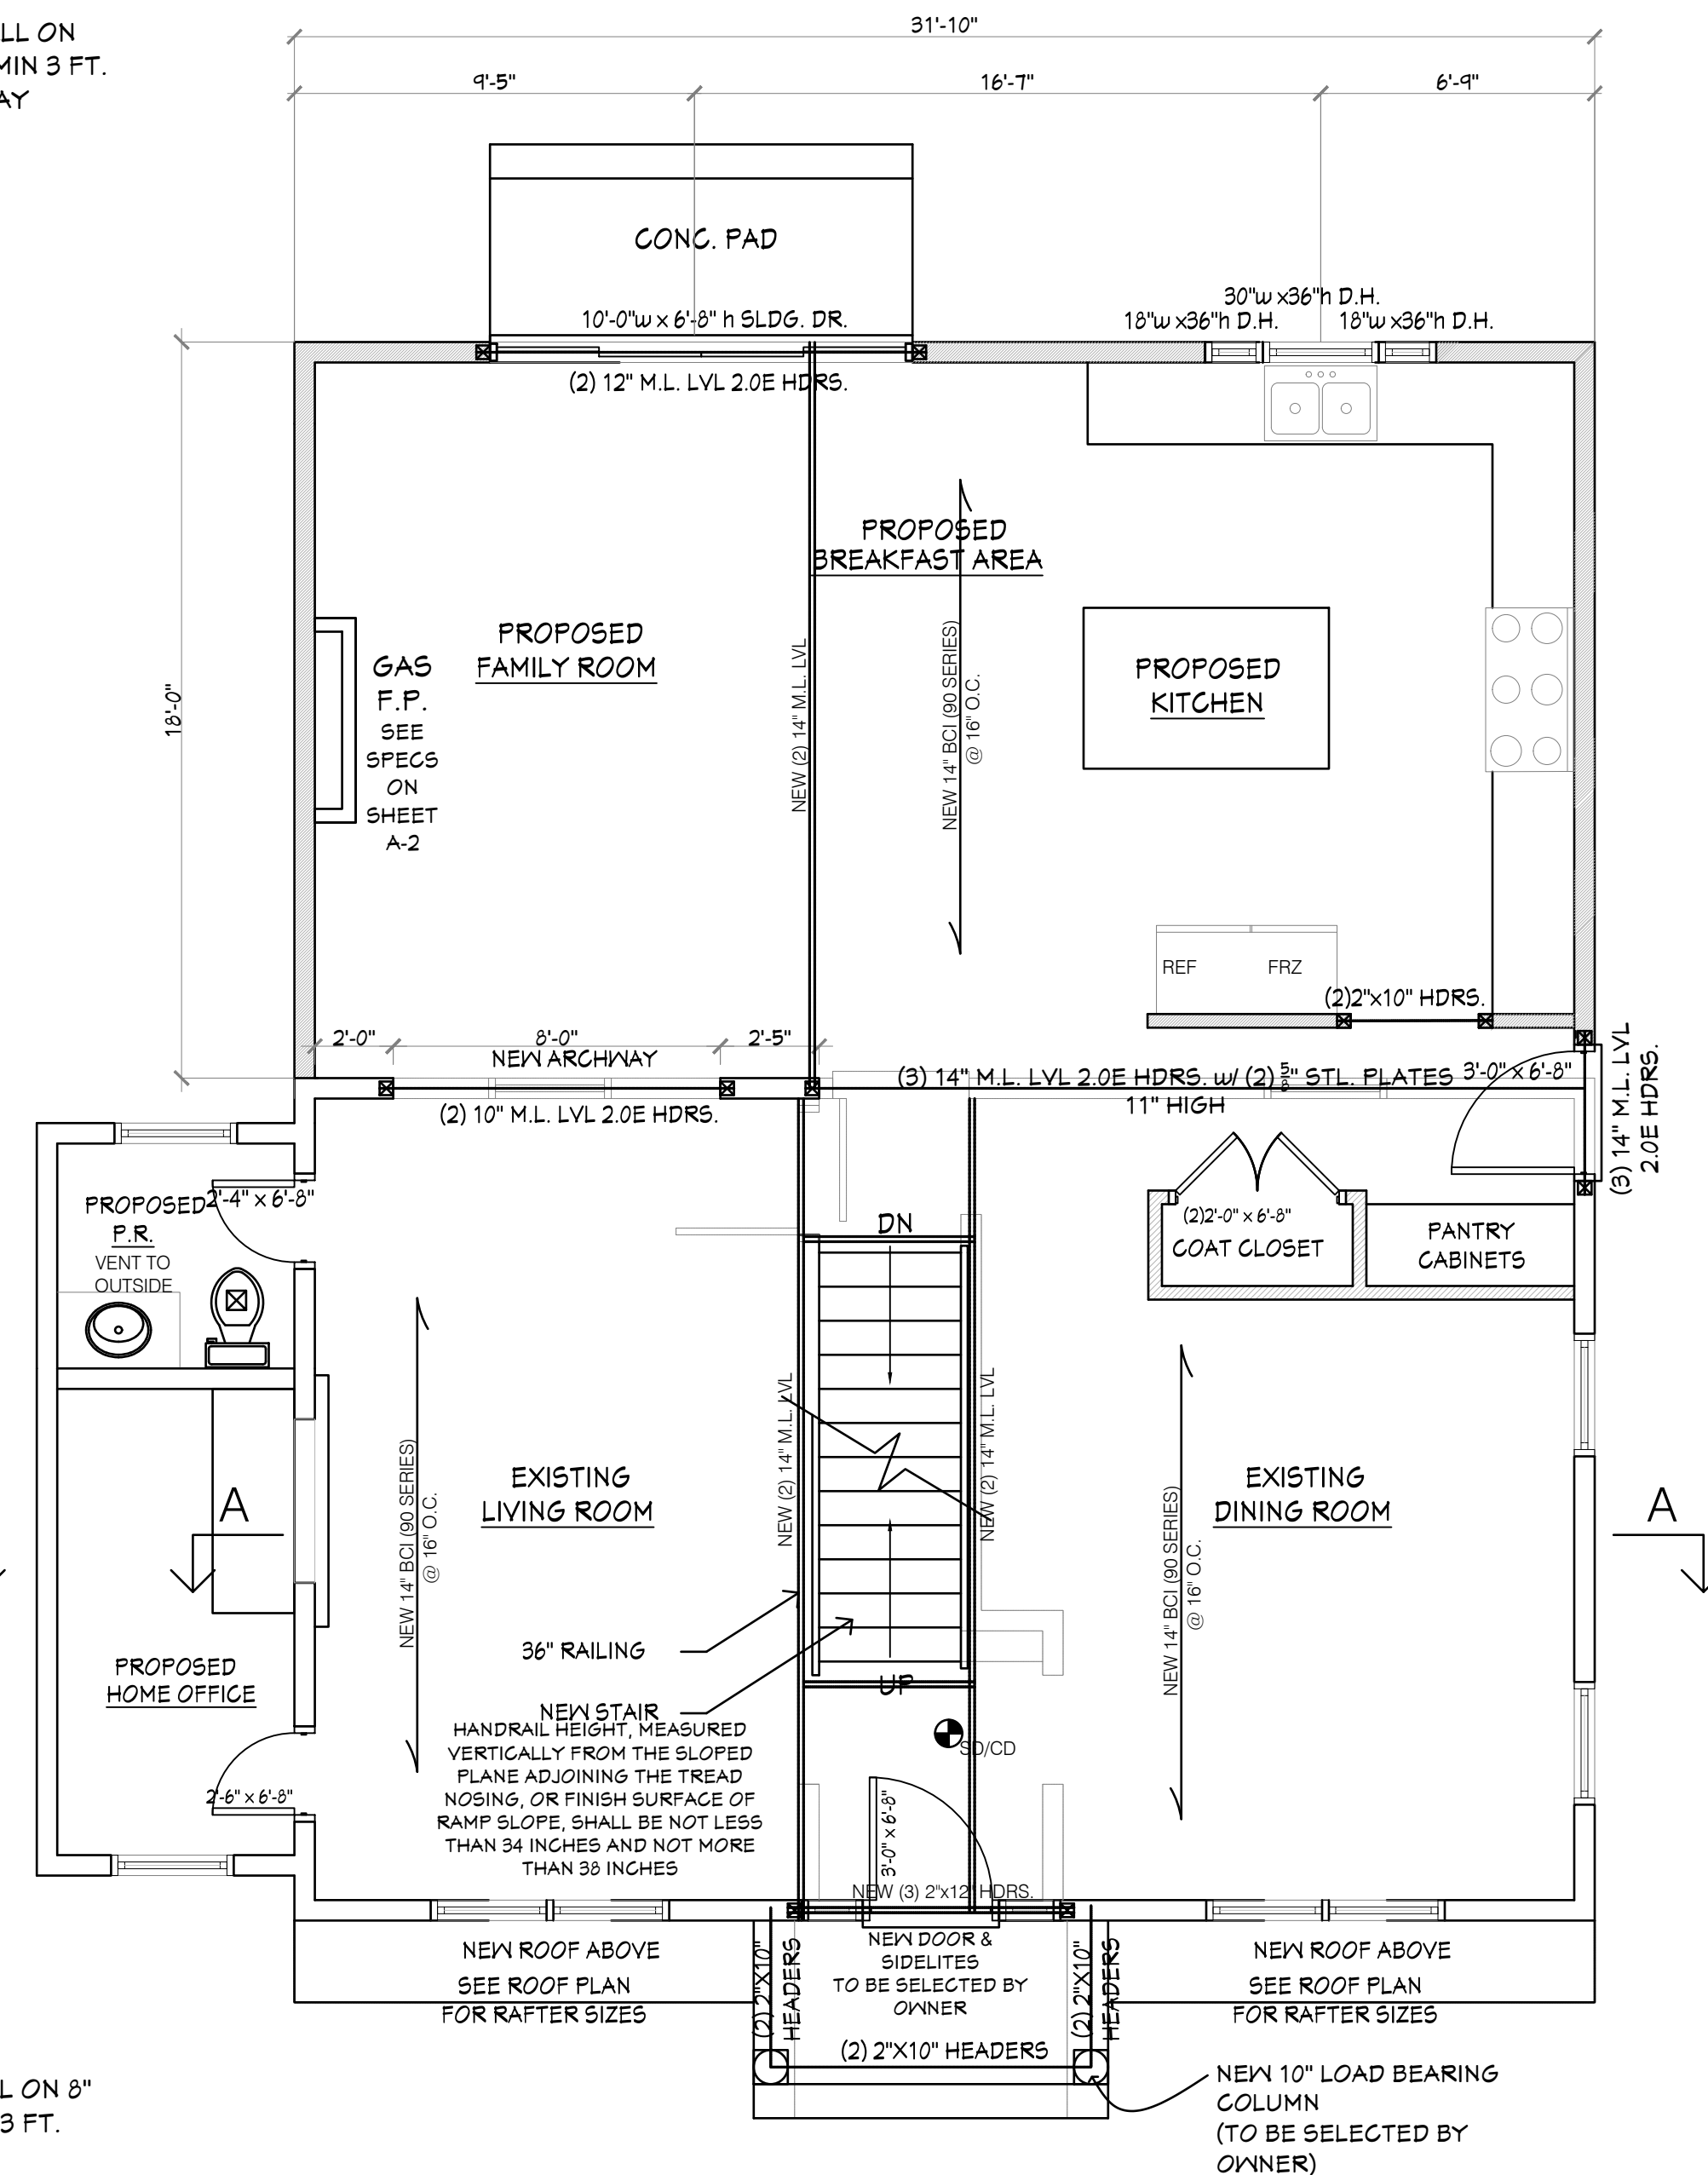 LL ON
MIN 3 FT.
AY
31'-10"
9'-5"
16'-7"
6'-9"
CONC. PAD
10'-0"w x 6'-8" h SLDG. DR.
30"w x36"h D.H.
18"w x36"h D.H.
18"w x36"h D.H.
(2) 12" M.L. LVL 2.0E HDRS.
PROPOSED
BREAKFAST AREA
PROPOSED
FAMILY ROOM
GAS
F.P.
SEE
SPECS
ON
SHEET
A-2
18'-0"
NEW (2) 14" M.L. LVL
NEW 14" BCI (90 SERIES)
@ 16" O.C.
PROPOSED
KITCHEN
REF
FRZ
(2)2"x10" HDRS.
2'-0"
8'-0"
2'-5"
NEW ARCHWAY
(2) 10" M.L. LVL 2.0E HDRS.
(3) 14" M.L. LVL 2.0E HDRS. w/ (2) 5/8" STL. PLATES
11" HIGH
3'-0" x 6'-8"
(3) 14" M.L. LVL
2.0E HDRS.
PROPOSED
P.R.
VENT TO
OUTSIDE
2'-4" x 6'-8"
DN
(2)2'-0" x 6'-8"
COAT CLOSET
PANTRY
CABINETS
A
EXISTING
LIVING ROOM
NEW 14" BCI (90 SERIES)
@ 16" O.C.
NEW (2) 14" M.L. LVL
NEW (2) 14" M.L. LVL
EXISTING
DINING ROOM
NEW 14" BCI (90 SERIES)
@ 16" O.C.
A
PROPOSED
HOME OFFICE
2'-6" x 6'-8"
36" RAILING
NEW STAIR
HANDRAIL HEIGHT, MEASURED
VERTICALLY FROM THE SLOPED
PLANE ADJOINING THE TREAD
NOSING, OR FINISH SURFACE OF
RAMP SLOPE, SHALL BE NOT LESS
THAN 34 INCHES AND NOT MORE
THAN 38 INCHES
UP
SD/CD
3'-0" x 6'-8"
NEW (3) 2"x12" HDRS.
NEW ROOF ABOVE
SEE ROOF PLAN
FOR RAFTER SIZES
(2) 2"X10"
HEADERS
NEW DOOR &
SIDELITES
TO BE SELECTED BY
OWNER
(2) 2"X10"
HEADERS
(2) 2"X10" HEADERS
NEW ROOF ABOVE
SEE ROOF PLAN
FOR RAFTER SIZES
L ON 8"
3 FT.
NEW 10" LOAD BEARING
COLUMN
(TO BE SELECTED BY
OWNER)